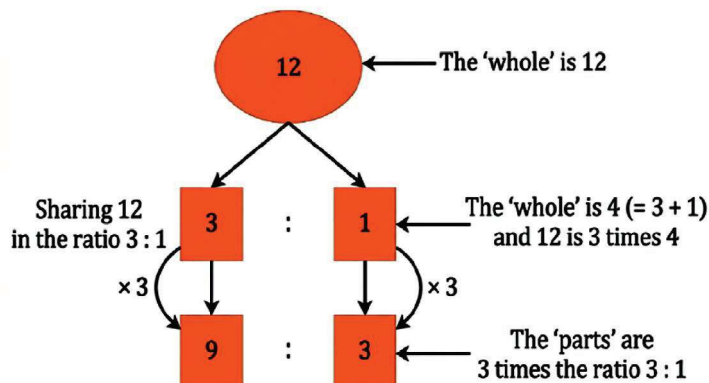 12
The ‘whole’ is 12
Sharing 12
in the ratio 3 : 1
3 : 1
The ‘whole’ is 4 (= 3 + 1)
and 12 is 3 times 4
× 3
× 3
9 : 3
The ‘parts’ are
3 times the ratio 3 : 1